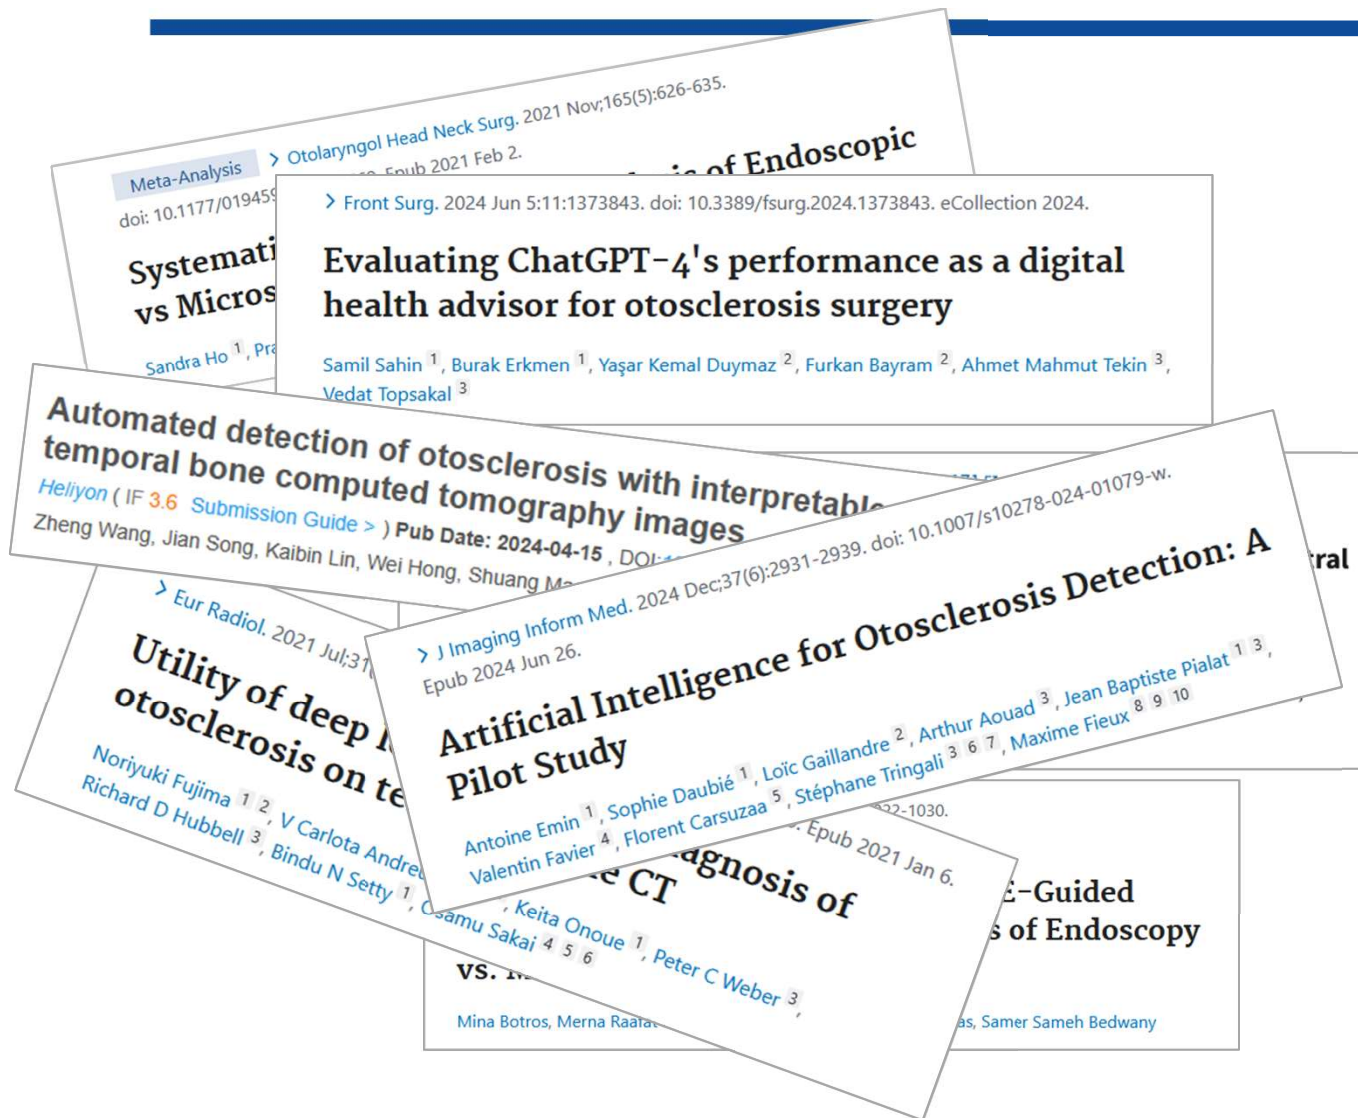 Meta-Analysis > Otolaryngol Head Neck Surg. 2021 Nov;165(5):626-635.
doi: 10.1177/019459 Epub 2021 Feb 2.
of Endoscopic
Systemati
vs Micros
Sandra Ho 1,
> Front Surg. 2024 Jun 5:11:1373843. doi: 10.3389/fsurg.2024.1373843. eCollection 2024.
Evaluating ChatGPT-4's performance as a digital
health advisor for otosclerosis surgery
Samil Sahin 1, Burak Erkmen 1, Yaşar Kemal Duymaz 2, Furkan Bayram 2, Ahmet Mahmut Tekin 3,
Vedat Topsakal 3
Automated detection of otosclerosis with interpretable
temporal bone computed tomography images
Heliyon ( IF 3.6 Submission Guide > ) Pub Date: 2024-04-15 , DOI:
Zheng Wang, Jian Song, Kaibin Lin, Wei Hong, Shuang
ral
> J Imaging Inform Med. 2024 Dec;37(6):2931-2939. doi: 10.1007/s10278-024-01079-w.
Epub 2024 Jun 26.
Artificial Intelligence for Otosclerosis Detection: A
Pilot Study
Antoine Emin 1, Sophie Daubié 1, Loïc Gaillandre 2, Arthur Aouad 3, Jean Baptiste Pialat 1 3,
Valentin Favier 4, Florent Carsuzaa 5, Stéphane Tringali 3 6 7, Maxime Fieux 8 9 10
> Eur Radiol. 2021 Jul;31( Epub 2021 Jan 6.
Utility of deep agnosis of
otosclerosis on te e CT
Noriyuki Fujima 1 2, V Carlota Andreu Keita Onoue 1, Peter C Weber 3,
Richard D Hubbell 3, Bindu N Setty 1, Osamu Sakai 4 5 6
22-1030.
E-Guided
s of Endoscopy
vs.
Mina Botros, Merna Raafat as, Samer Sameh Bedwany